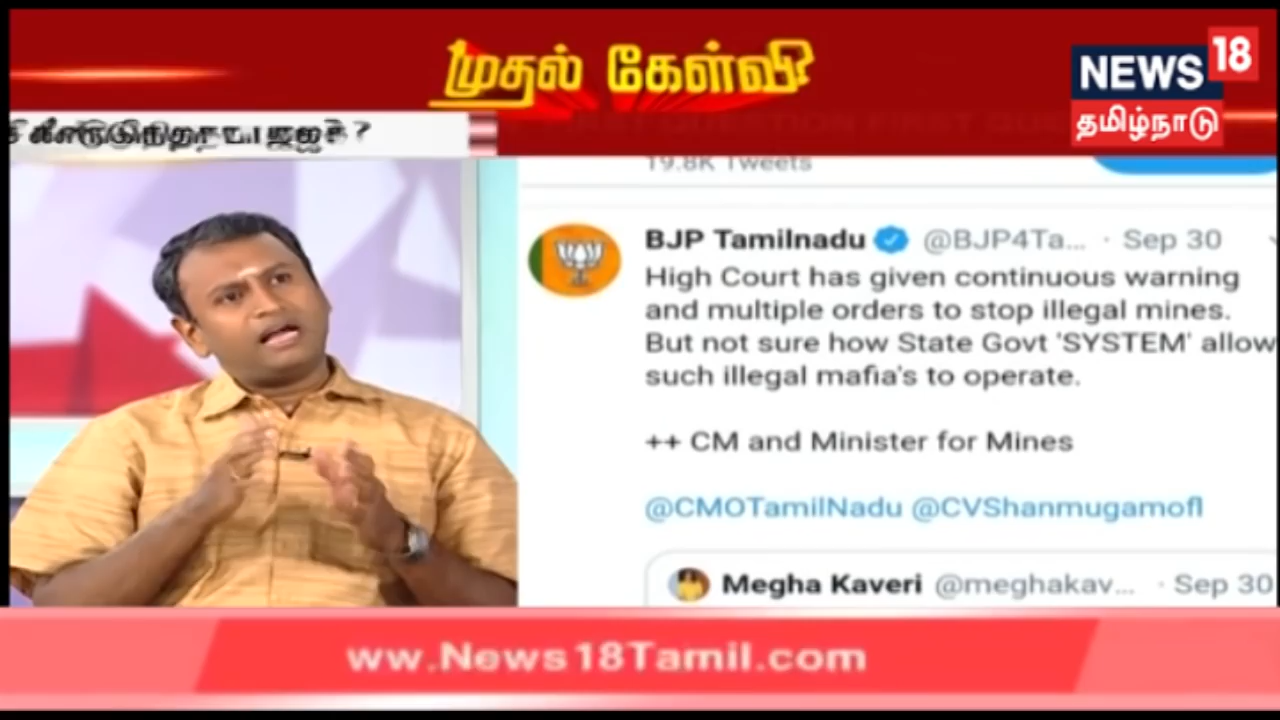 முதல் கேள்வி?
NEWS 18
தமிழ்நாடு
19.8K Tweets
BJP Tamilnadu @BJP4Ta... · Sep 30
High Court has given continuous warning
and multiple orders to stop illegal mines.
But not sure how State Govt 'SYSTEM' allow
such illegal mafia's to operate.
++ CM and Minister for Mines
@CMOTamilNadu @CVShanmugamofl
Megha Kaveri @meghakav... · Sep 30
ww.News18Tamil.com